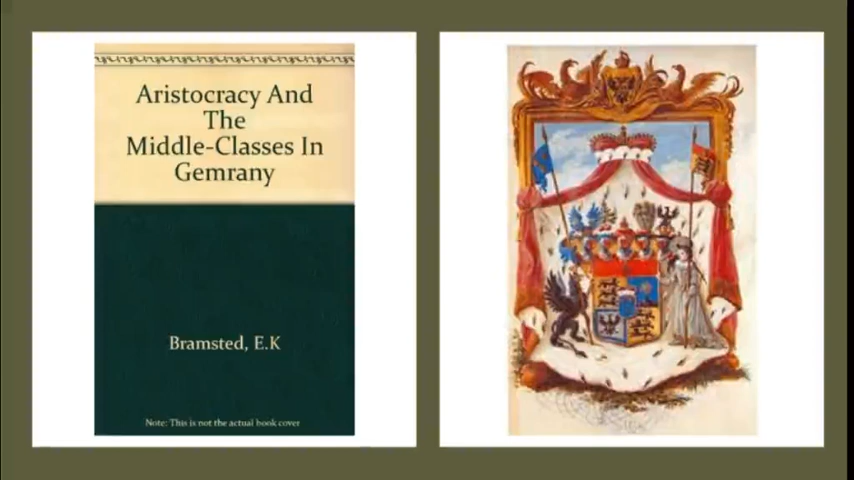 Aristocracy And
The
Middle-Classes In
Gemrany
Bramsted, E.K
Note: This is not the actual book cover